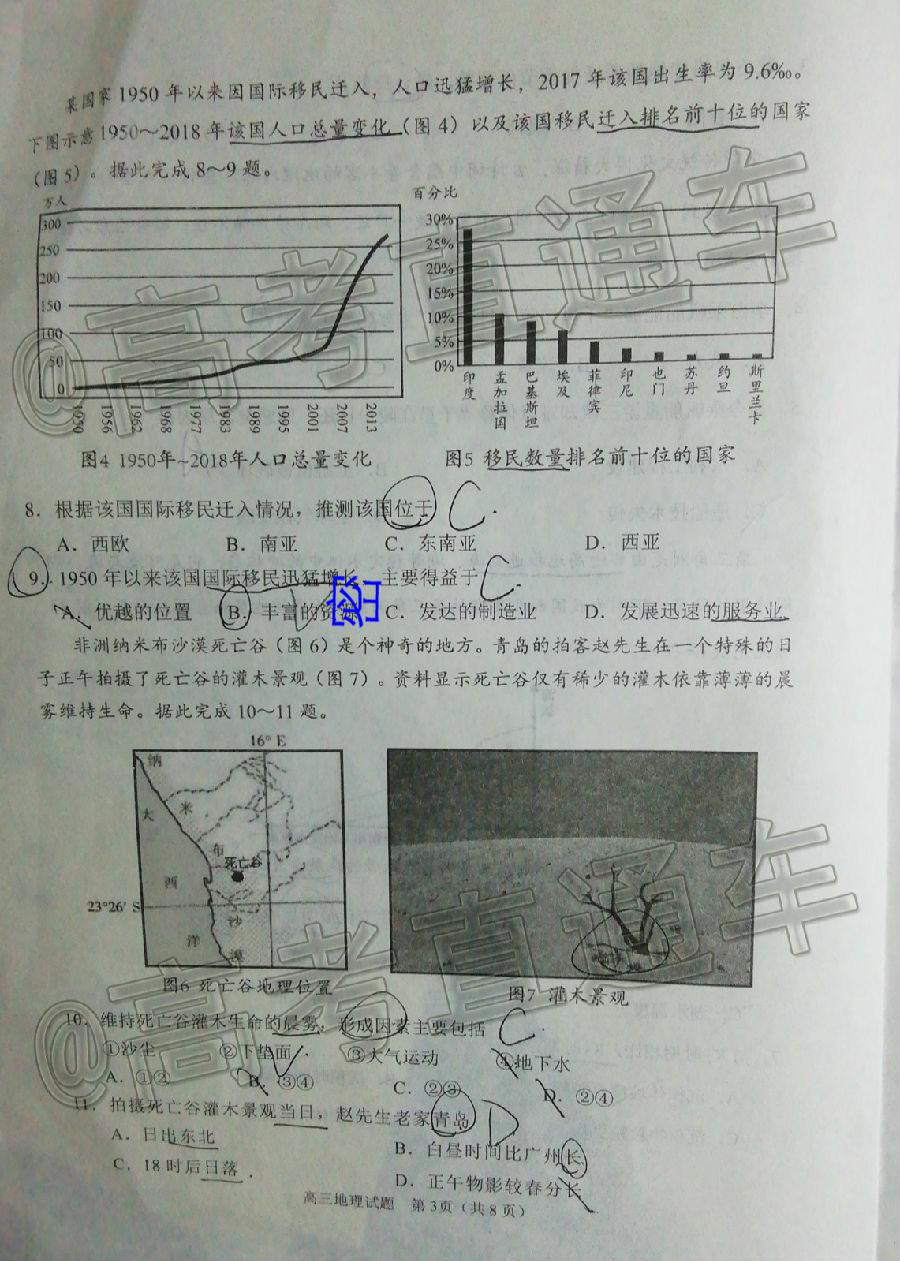 某国家1950年以来因国际移民迁入，人口迅猛增长，2017年该国出生率为9.6‰。
下图示意1950～2018年该国人口总量变化（图4）以及该国移民迁入排名前十位的国家
（图5）。据此完成8～9题。
万人
300
250
200
150
100
50
0
1950
1956
1962
1968
1977
1983
1989
1995
2001
2007
2013
百分比
30%
25%
20%
15%
10%
5%
0%
印度
孟加拉国
巴基斯坦
埃及
菲律宾
印尼
也门
苏丹
约旦
斯里兰卡
图4 1950年~2018年人口总量变化
图5 移民数量排名前十位的国家
8．根据该国国际移民迁入情况，推测该国位于 C
A．西欧 B．南亚 C．东南亚 D．西亚
9．1950年以来该国国际移民迅猛增长，主要得益于 C
A．优越的位置 B．丰富的资源 C．发达的制造业 D．发展迅速的服务业
密
非洲纳米布沙漠死亡谷（图6）是个神奇的地方。青岛的拍客赵先生在一个特殊的日
子正午拍摄了死亡谷的灌木景观（图7）。资料显示死亡谷仅有稀少的灌木依靠薄薄的晨
雾维持生命。据此完成10～11题。
16° E
纳
米
布
沙
漠
大
西
洋
死亡谷
23°26′ S
图6 死亡谷地理位置
图7 灌木景观
10．维持死亡谷灌木生命的晨雾，形成因素主要包括 C
①沙尘 ②下垫面 ③大气运动 ④地下水
A．①② B．③④ C．②③ D．②④
11．拍摄死亡谷灌木景观当日，赵先生老家青岛 D
A．日出东北
B．白昼时间比广州长
C．18时后日落
D．正午物影较春分长
高三地理试题 第3页（共8页）
@高考直通车
@高考直通车